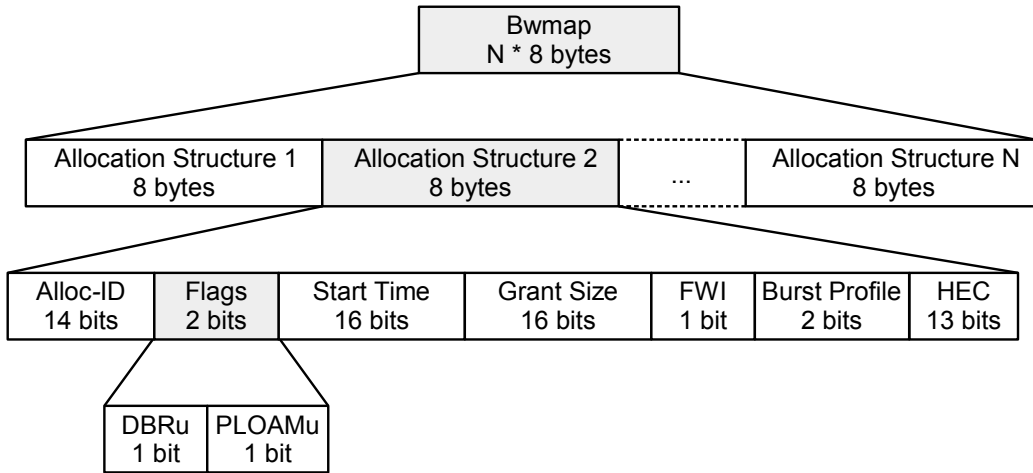 Bwmap
N * 8 bytes
Allocation Structure 1
8 bytes
Allocation Structure 2
8 bytes
...
Allocation Structure N
8 bytes
Alloc-ID
14 bits
Flags
2 bits
Start Time
16 bits
Grant Size
16 bits
FWI
1 bit
Burst Profile
2 bits
HEC
13 bits
DBRu
1 bit
PLOAMu
1 bit